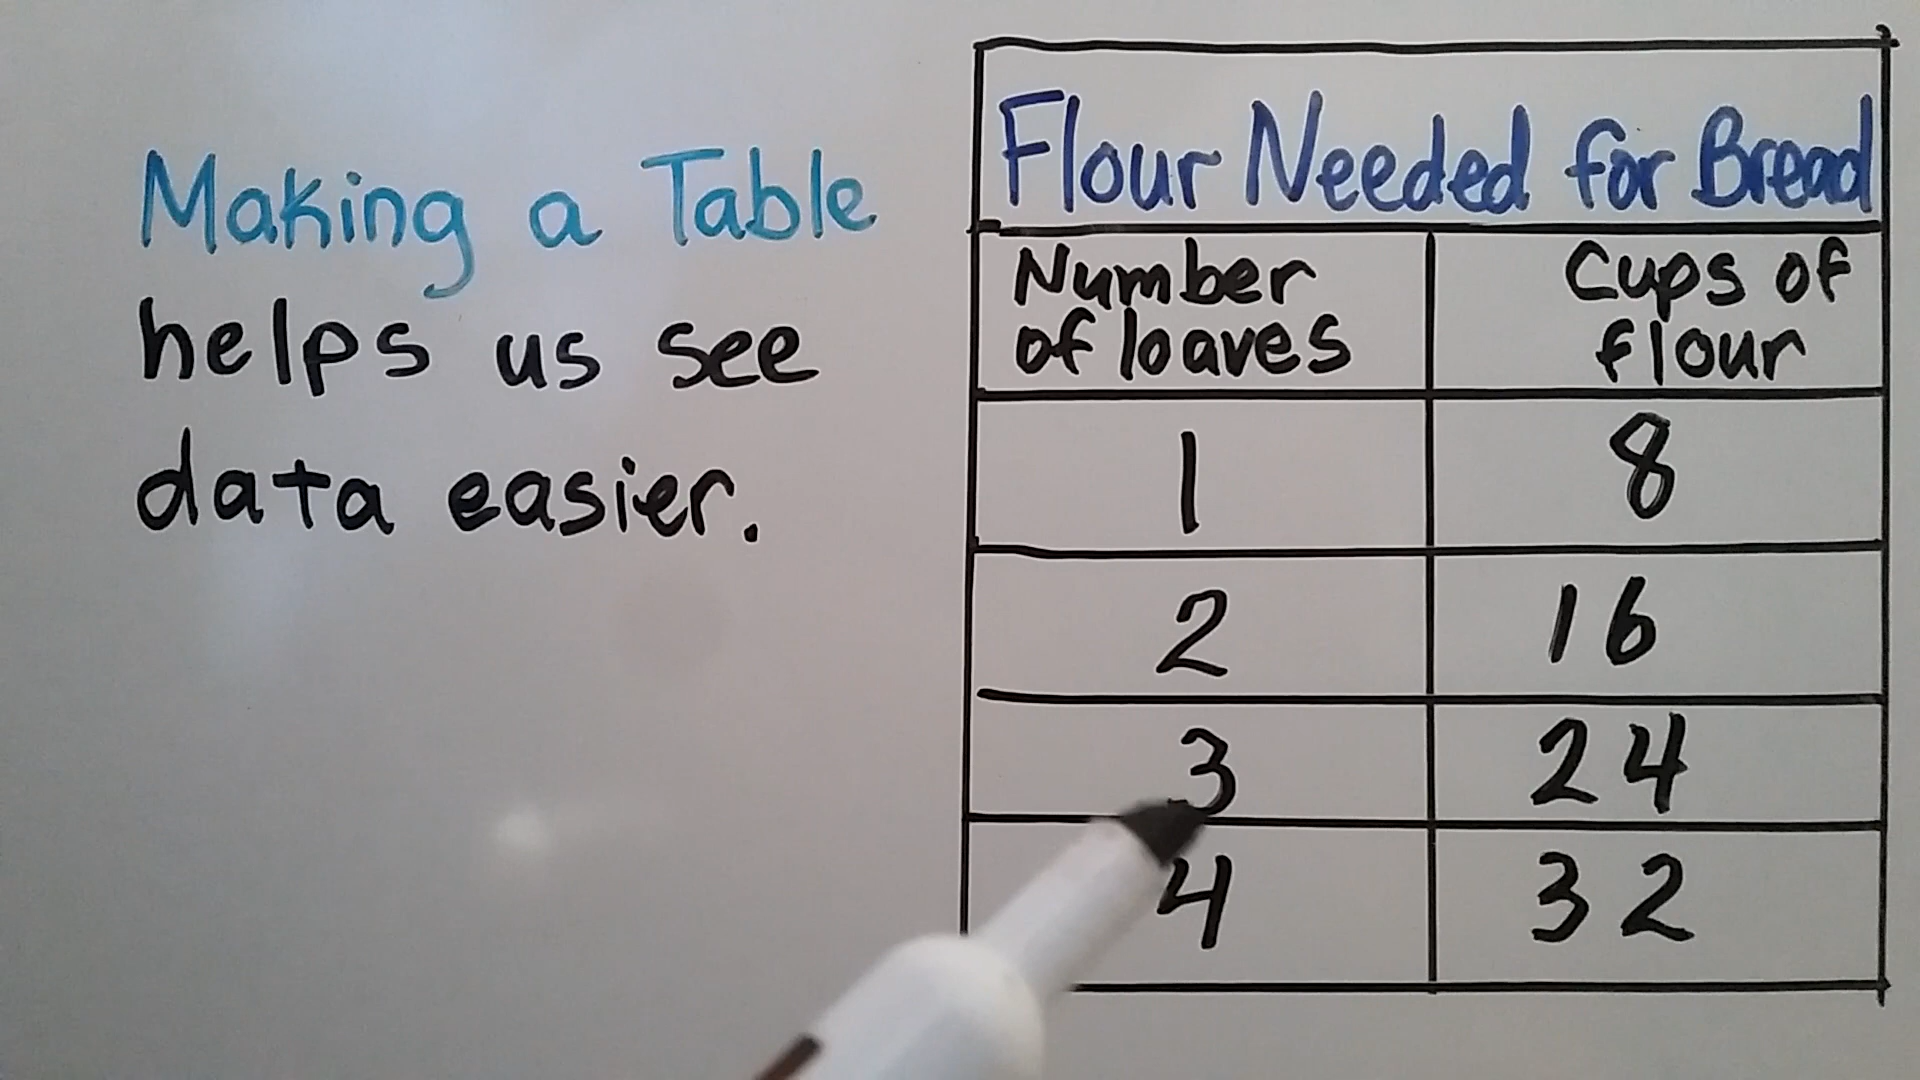 Making a Table
helps us see
data easier.
Flour Needed for Bread
Number of loaves
Cups of flour
1 8
2 16
3 24
4 32